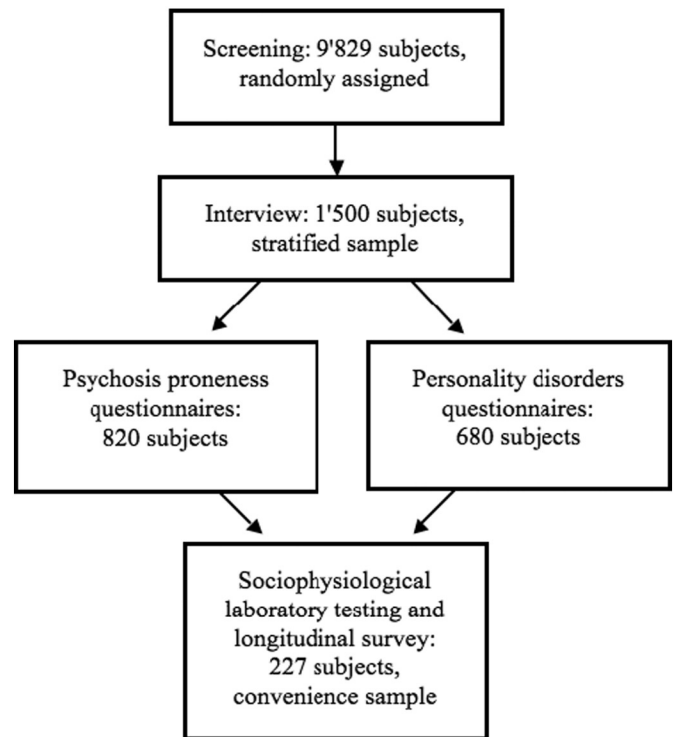 Screening: 9'829 subjects,
randomly assigned
Interview: 1'500 subjects,
stratified sample
Psychosis proneness
questionnaires:
820 subjects
Personality disorders
questionnaires:
680 subjects
Sociophysiological
laboratory testing and
longitudinal survey:
227 subjects,
convenience sample